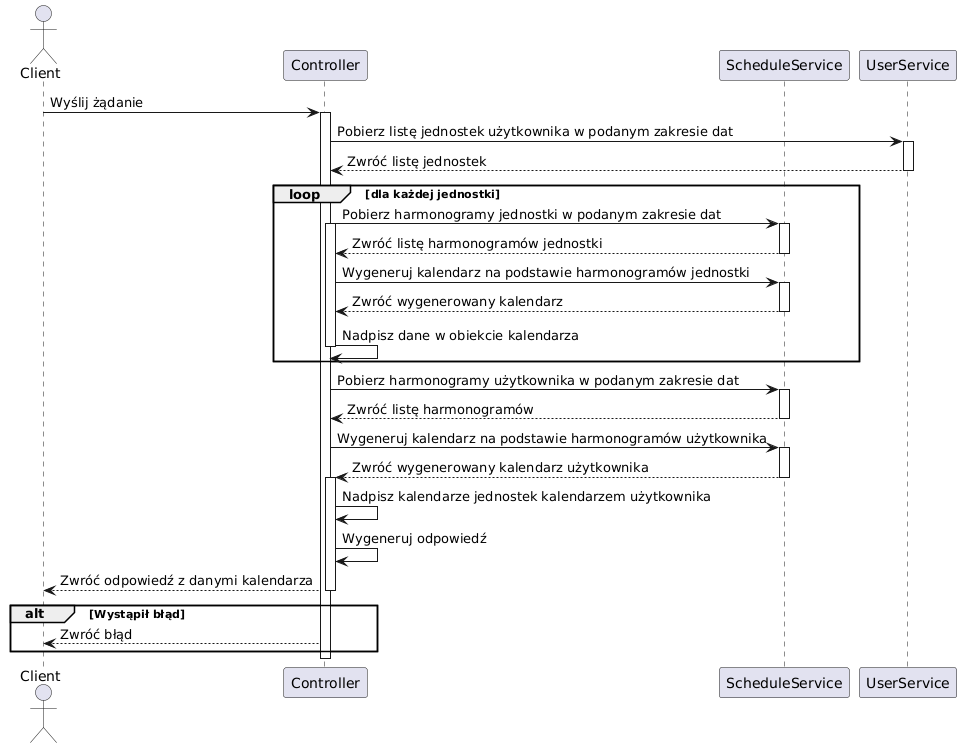 Client
Controller
ScheduleService
UserService
Wyślij żądanie
Pobierz listę jednostek użytkownika w podanym zakresie dat
Zwróć listę jednostek
loop
[dla każdej jednostki]
Pobierz harmonogramy jednostki w podanym zakresie dat
Zwróć listę harmonogramów jednostki
Wygeneruj kalendarz na podstawie harmonogramów jednostki
Zwróć wygenerowany kalendarz
Nadpisz dane w obiekcie kalendarza
Pobierz harmonogramy użytkownika w podanym zakresie dat
Zwróć listę harmonogramów
Wygeneruj kalendarz na podstawie harmonogramów użytkownika
Zwróć wygenerowany kalendarz użytkownika
Nadpisz kalendarze jednostek kalendarzem użytkownika
Wygeneruj odpowiedź
Zwróć odpowiedź z danymi kalendarza
alt
[Wystąpił błąd]
Zwróć błąd
Client
Controller
ScheduleService
UserService